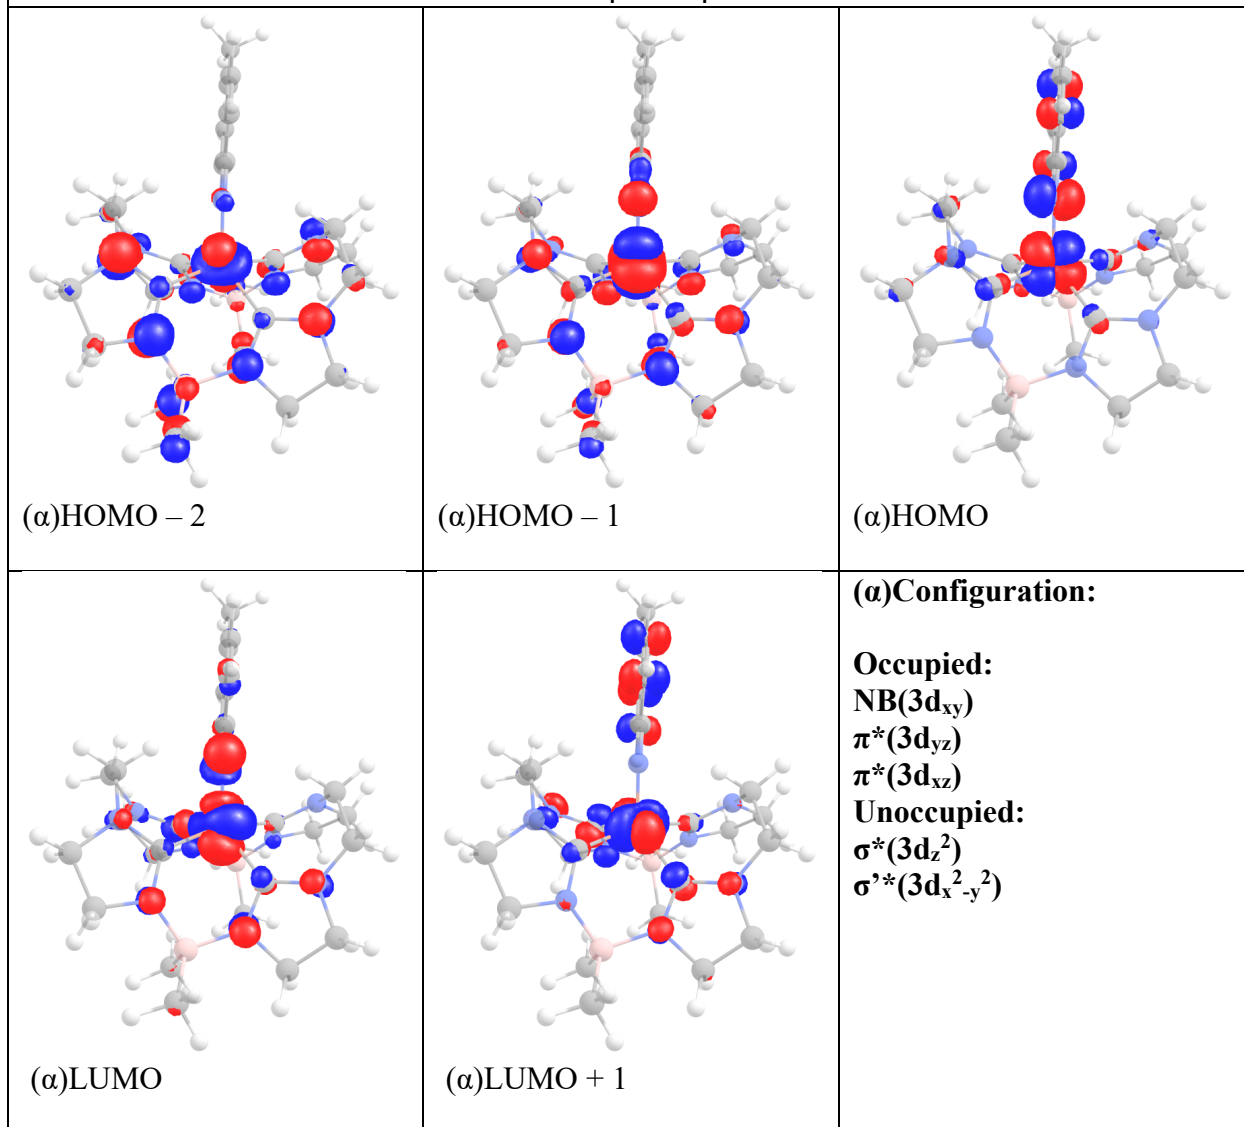 (α)HOMO – 2
(α)HOMO – 1
(α)HOMO
(α)LUMO
(α)LUMO + 1
(α)Configuration:
Occupied:
NB(3dxy)
π*(3dyz)
π*(3dxz)
Unoccupied:
σ*(3dz²)
σ’*(3dx²-y²)